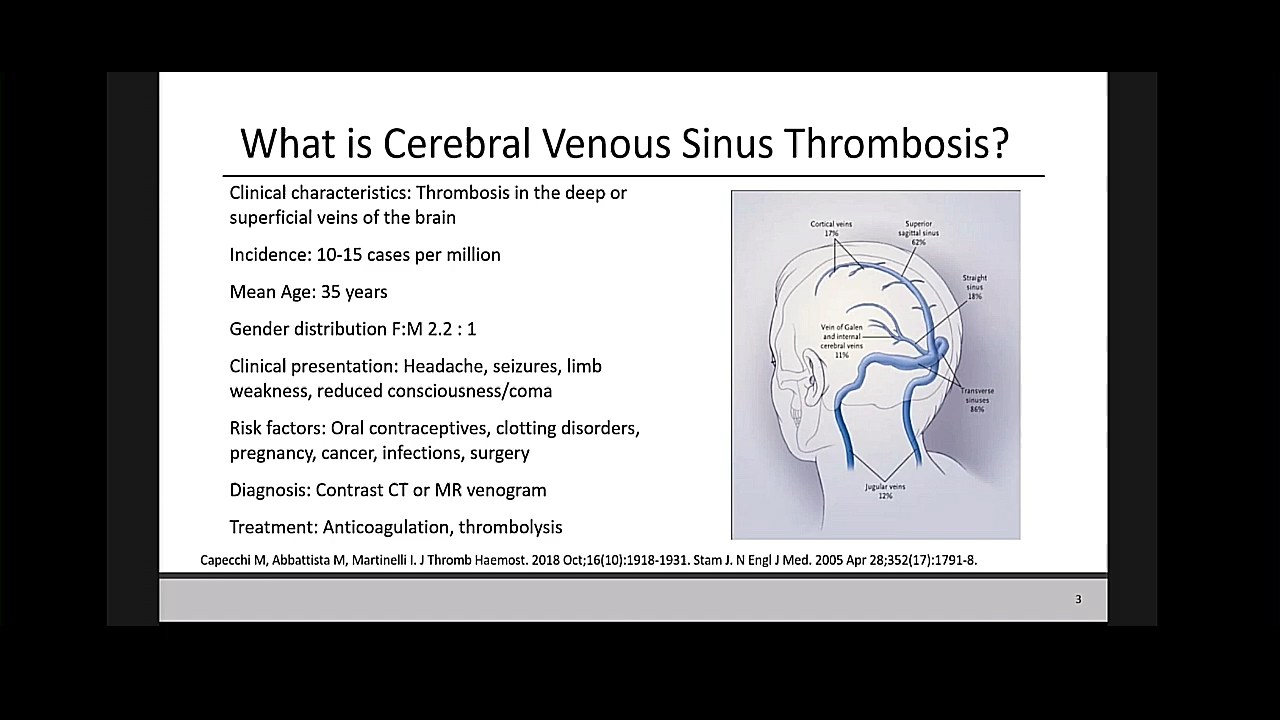 What is Cerebral Venous Sinus Thrombosis?
Clinical characteristics: Thrombosis in the deep or
superficial veins of the brain
Incidence: 10-15 cases per million
Mean Age: 35 years
Gender distribution F:M 2.2 : 1
Clinical presentation: Headache, seizures, limb
weakness, reduced consciousness/coma
Risk factors: Oral contraceptives, clotting disorders,
pregnancy, cancer, infections, surgery
Diagnosis: Contrast CT or MR venogram
Treatment: Anticoagulation, thrombolysis
Cortical veins
17%
Superior
sagittal sinus
62%
Straight
sinus
18%
Vein of Galen
and internal
cerebral veins
11%
Transverse
sinuses
86%
Jugular veins
12%
Capecchi M, Abbattista M, Martinelli I. J Thromb Haemost. 2018 Oct;16(10):1918-1931. Stam J. N Engl J Med. 2005 Apr 28;352(17):1791-8.
3